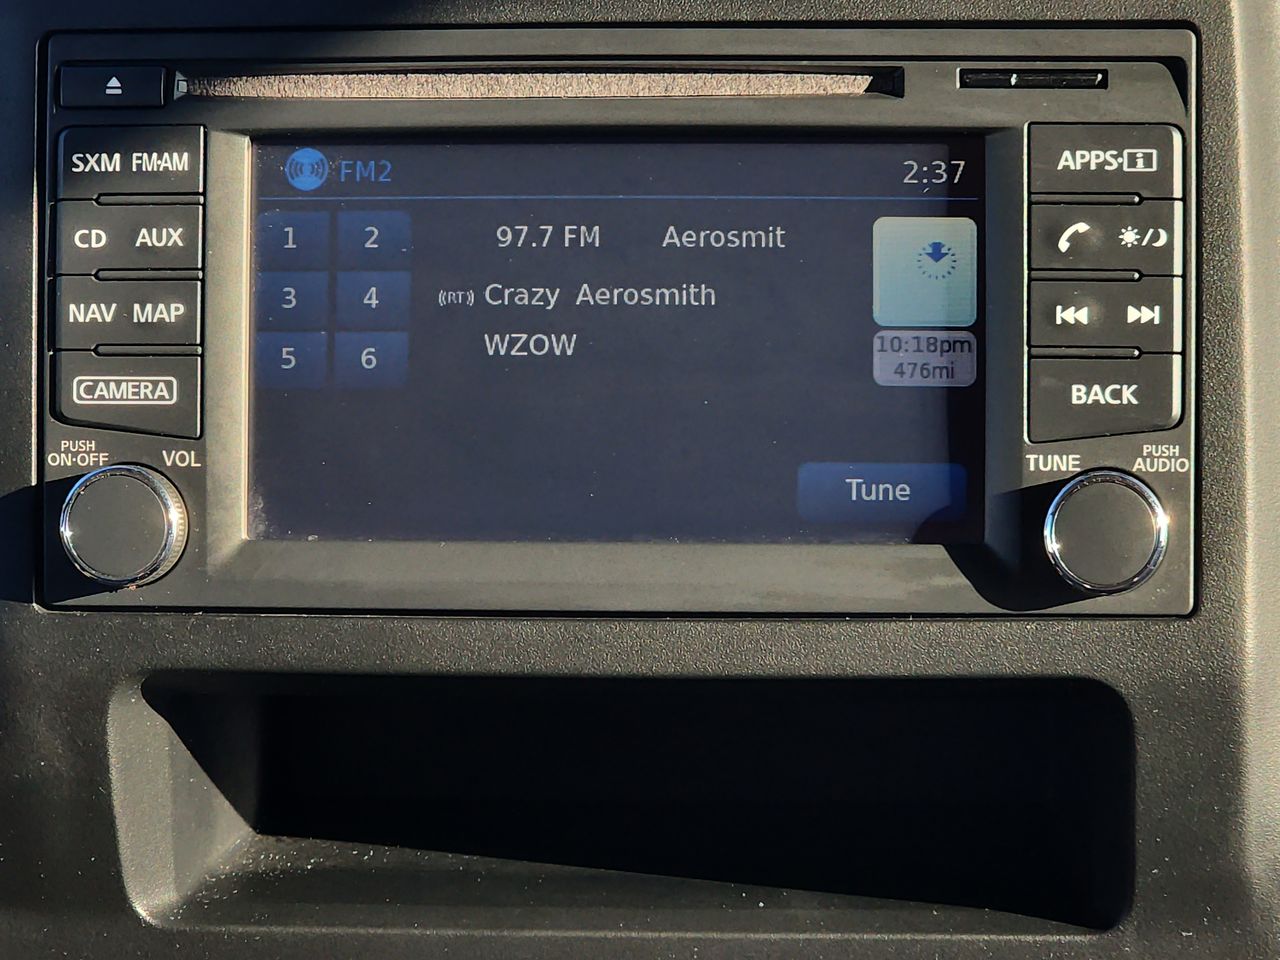 SXM FM·AM
CD AUX
NAV MAP
CAMERA
PUSH
ON·OFF
VOL
FM2
2:37
1 2
3 4
5 6
97.7 FM Aerosmit
((RT)) Crazy Aerosmith
WZOW
10:18pm
476mi
Tune
APPS·i
BACK
TUNE
PUSH
AUDIO